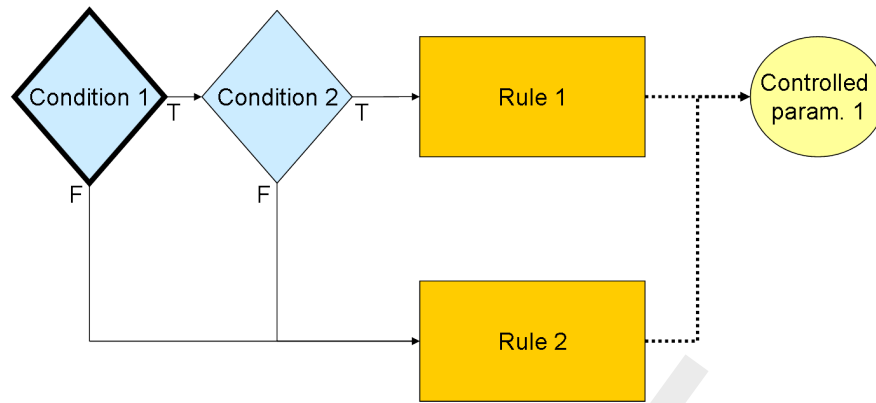 Condition 1
T
Condition 2
T
Rule 1
Controlled
param. 1
F
F
Rule 2